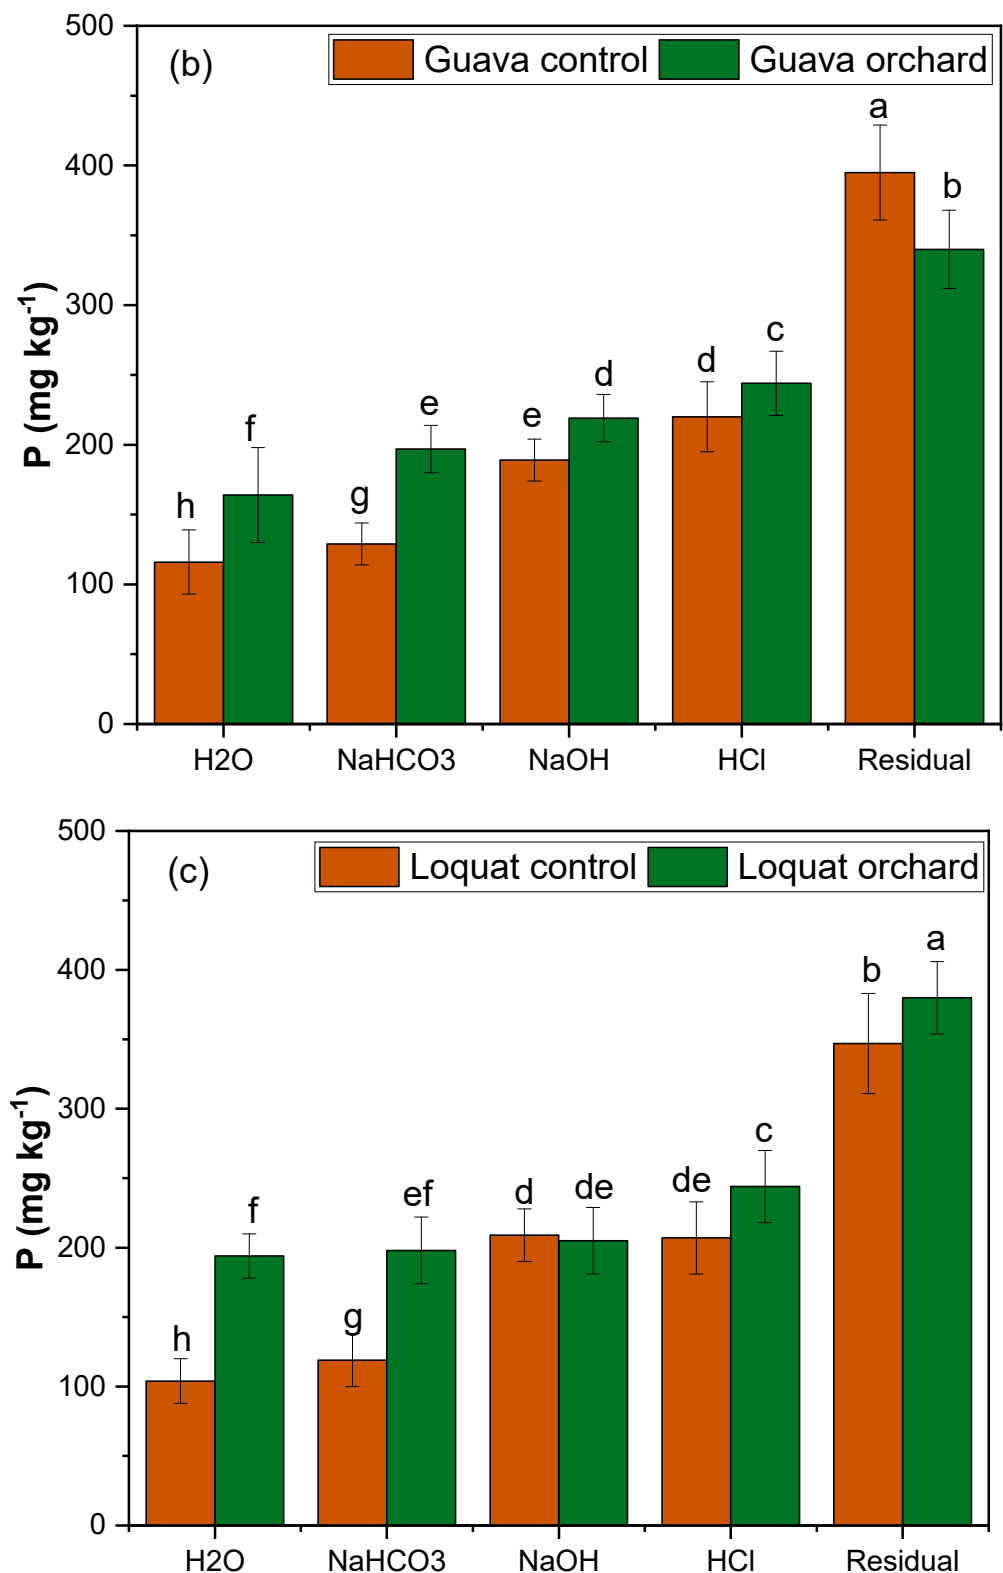 500
(b)
Guava control
Guava orchard
a
400
b
P (mg kg-1)
300
c
d
d
e
e
f
200
g
h
100
0
H2O
NaHCO3
NaOH
HCl
Residual
500
(c)
Loquat control
Loquat orchard
a
b
400
P (mg kg-1)
300
c
de
de
d
ef
f
200
g
h
100
0
H2O
NaHCO3
NaOH
HCl
Residual